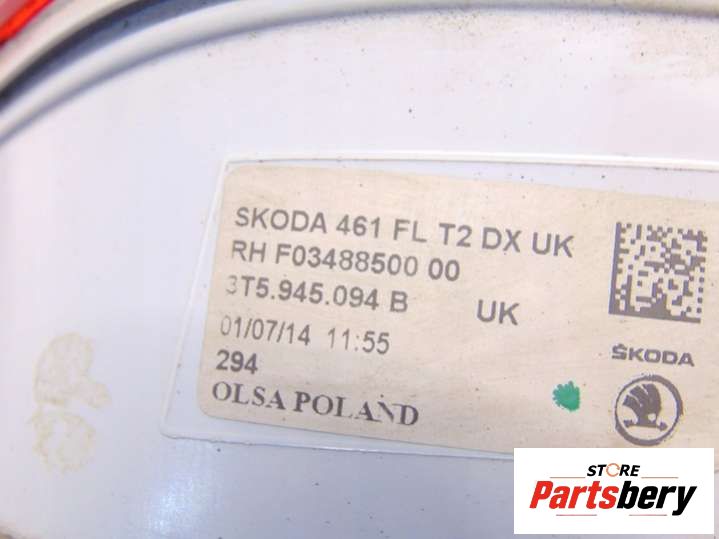 SKODA 461 FL T2 DX UK
RH F03488500 00
3T5.945.094 B UK
01/07/14 11:55
294
OLSA POLAND
ŠKODA
STORE
Partsbery